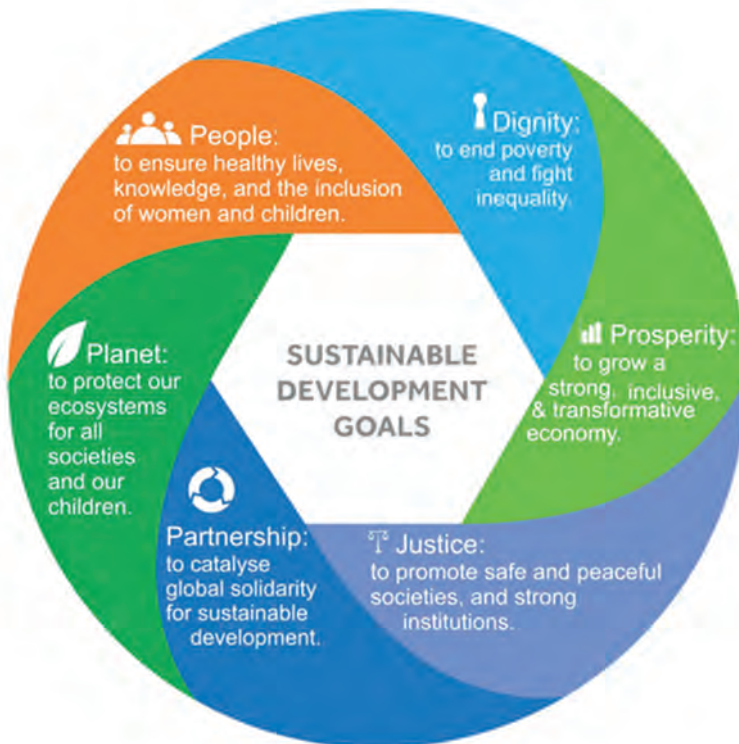 People:
to ensure healthy lives,
knowledge, and the inclusion
of women and children.
Dignity:
to end poverty
and fight
inequality.
Prosperity:
to grow a
strong, inclusive,
& transformative
economy.
Justice:
to promote safe and peaceful
societies, and strong
institutions.
Partnership:
to catalyse
global solidarity
for sustainable
development.
Planet:
to protect our
ecosystems
for all
societies
and our
children.
SUSTAINABLE
DEVELOPMENT
GOALS